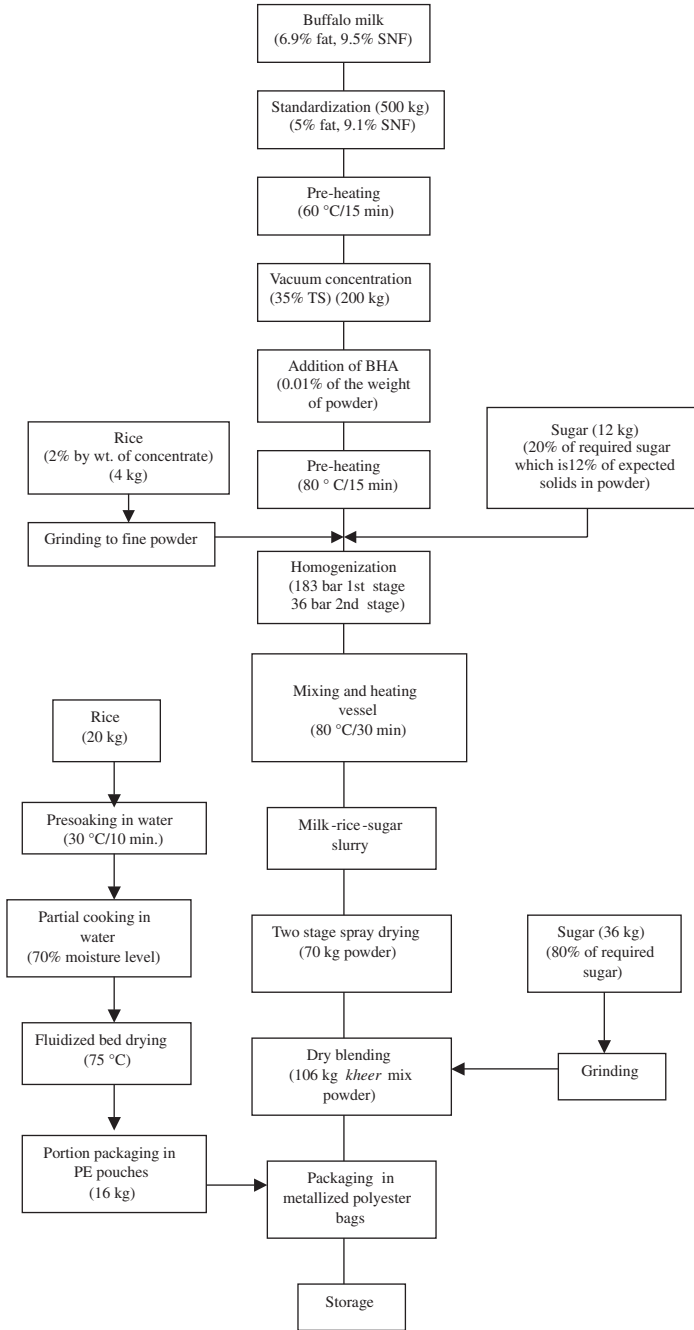 Buffalo milk
(6.9% fat, 9.5% SNF)
Standardization (500 kg)
(5% fat, 9.1% SNF)
Pre-heating
(60 °C/15 min)
Vacuum concentration
(35% TS) (200 kg)
Addition of BHA
(0.01% of the weight
of powder)
Rice
(2% by wt. of concentrate)
(4 kg)
Pre-heating
(80 ° C/15 min)
Sugar (12 kg)
(20% of required sugar
which is12% of expected
solids in powder)
Grinding to fine powder
Homogenization
(183 bar 1st stage
36 bar 2nd stage)
Mixing and heating
vessel
(80 °C/30 min)
Rice
(20 kg)
Presoaking in water
(30 °C/10 min.)
Milk-rice-sugar
slurry
Partial cooking in
water
(70% moisture level)
Two stage spray drying
(70 kg powder)
Sugar (36 kg)
(80% of required
sugar)
Fluidized bed drying
(75 °C)
Dry blending
(106 kg kheer mix
powder)
Grinding
Portion packaging in
PE pouches
(16 kg)
Packaging in
metallized polyester
bags
Storage